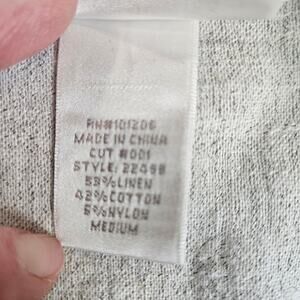 RN#101206
MADE IN CHINA
CUT #001
STYLE: 22498
53%LINEN
42%COTTON
5%NYLON
MEDIUM